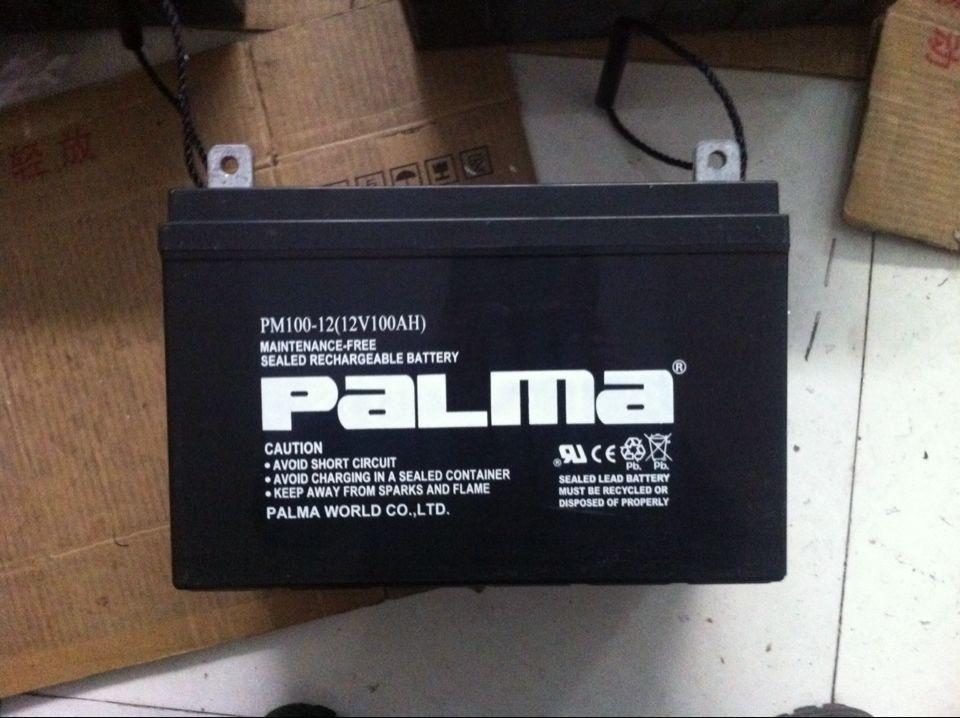 轻放
PM100-12(12V100AH)
MAINTENANCE-FREE
SEALED RECHARGEABLE BATTERY
PALMA®
CAUTION
• AVOID SHORT CIRCUIT
• AVOID CHARGING IN A SEALED CONTAINER
• KEEP AWAY FROM SPARKS AND FLAME
PALMA WORLD CO.,LTD.
Pb. Pb.
SEALED LEAD BATTERY
MUST BE RECYCLED OR
DISPOSED OF PROPERLY